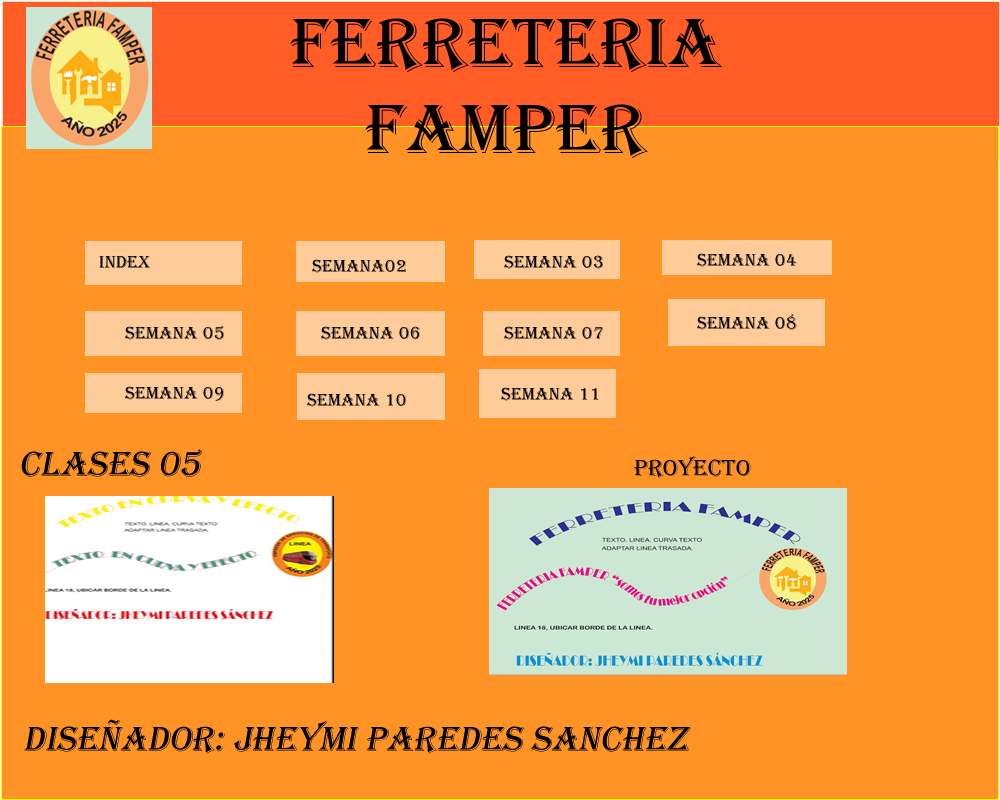 FERRETERIA FAMPER
AÑO 2025
FERRETERIA
FAMPER
INDEX
SEMANA02
SEMANA 03
SEMANA 04
SEMANA 05
SEMANA 06
SEMANA 07
SEMANA 08
SEMANA 09
SEMANA 10
SEMANA 11
CLASES 05
TEXTO EN CURVA Y EFECTO
TEXTO, LINEA, CURVA TEXTO
ADAPTAR LINEA TRASADA.
TEXTO EN CURVA Y EFECTO
LINEA
AÑO 2025
LINEA 18, UBICAR BORDE DE LA LINEA.
DISEÑADOR: JHEYMI PAREDES SÁNCHEZ
PROYECTO
FERRETERIA FAMPER
TEXTO, LINEA, CURVA TEXTO
ADAPTAR LINEA TRASADA.
FERRETERIA FAMPER "somos tu mejor opción"
FERRETERIA FAMPER
AÑO 2025
LINEA 18, UBICAR BORDE DE LA LINEA.
DISEÑADOR: JHEYMI PAREDES SÁNCHEZ
DISEÑADOR: JHEYMI PAREDES SANCHEZ